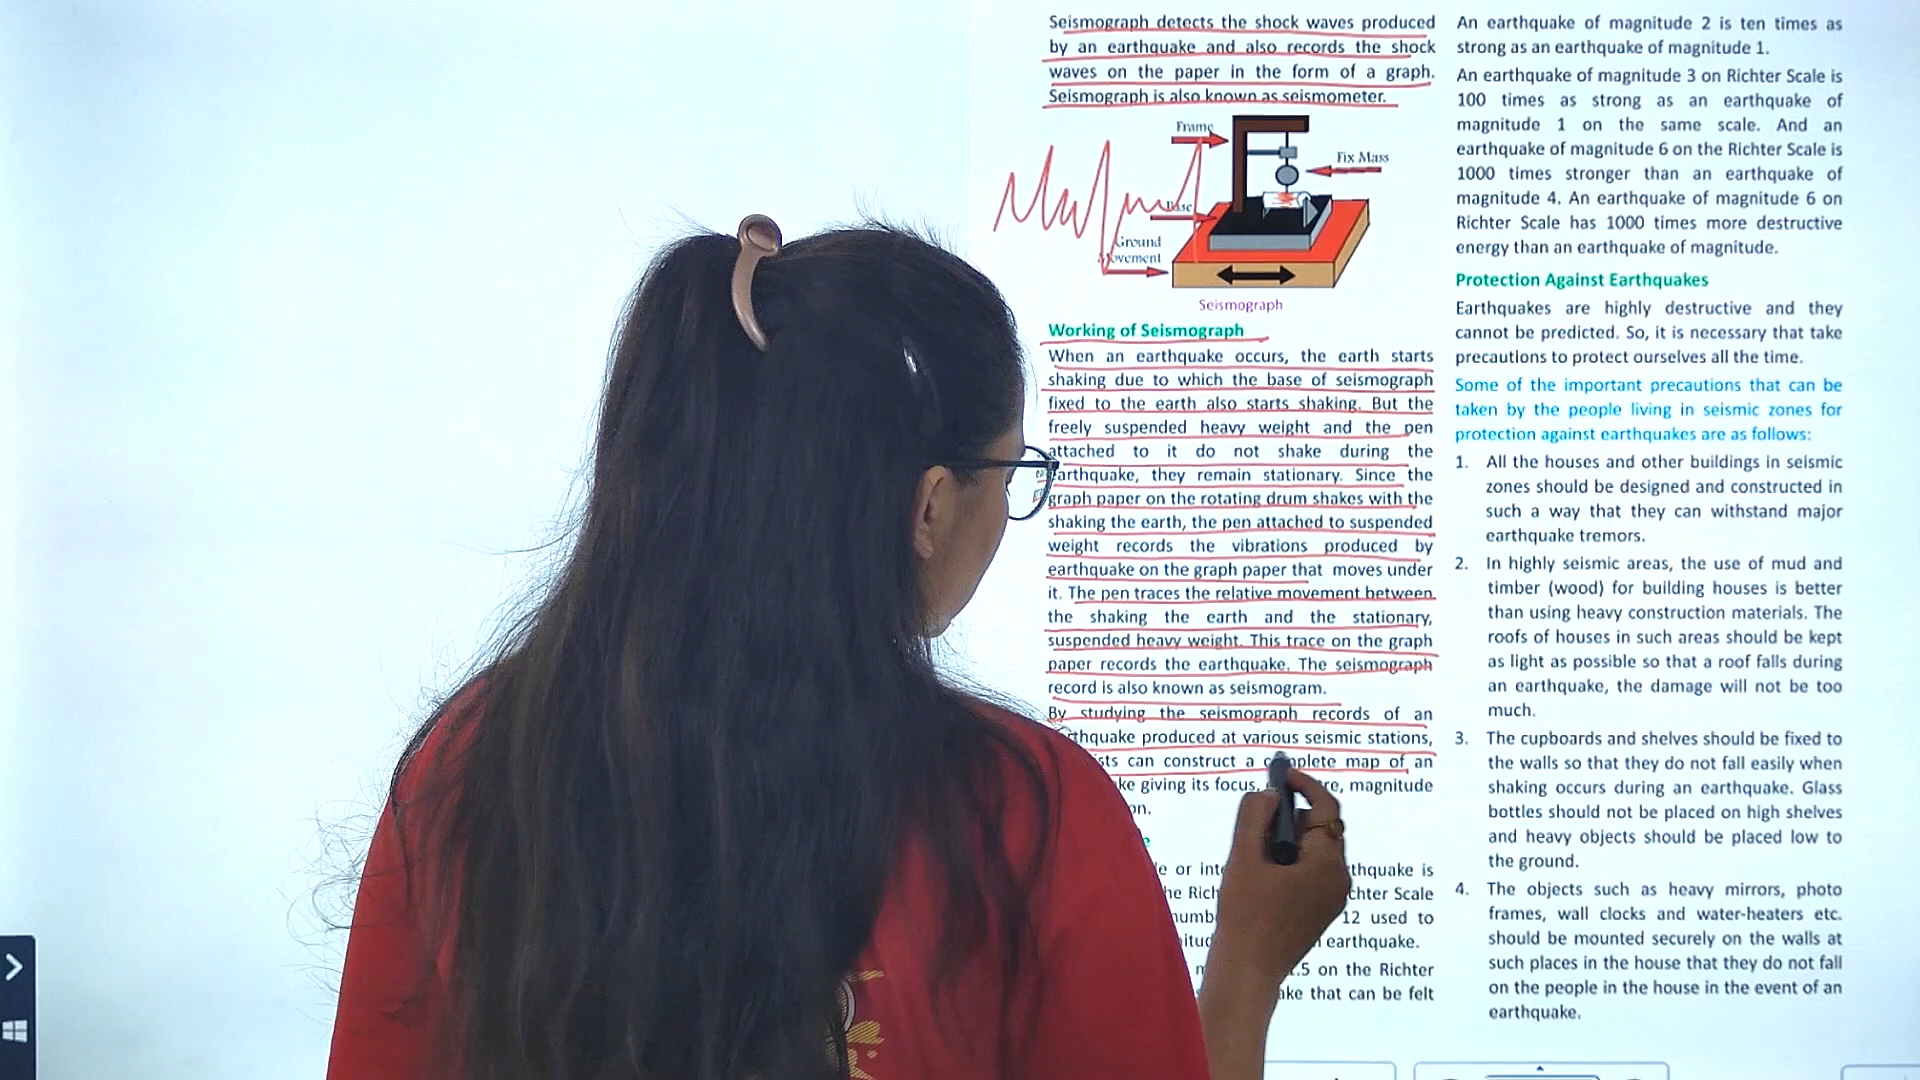 Seismograph detects the shock waves produced
by an earthquake and also records the shock
waves on the paper in the form of a graph.
Seismograph is also known as seismometer.
Frame
Fix Mass
Base
Ground
Movement
Seismograph
Working of Seismograph
When an earthquake occurs, the earth starts
shaking due to which the base of seismograph
fixed to the earth also starts shaking. But the
freely suspended heavy weight and the pen
attached to it do not shake during the
earthquake, they remain stationary. Since the
graph paper on the rotating drum shakes with the
shaking the earth, the pen attached to suspended
weight records the vibrations produced by
earthquake on the graph paper that moves under
it. The pen traces the relative movement between
the shaking the earth and the stationary,
suspended heavy weight. This trace on the graph
paper records the earthquake. The seismograph
record is also known as seismogram.
By studying the seismograph records of an
thquake produced at various seismic stations,
ists can construct a complete map of an
ke giving its focus, re, magnitude
on.
e or inte thquake is
he Rich chter Scale
numb 12 used to
itud earthquake.
.5 on the Richter
ake that can be felt
An earthquake of magnitude 2 is ten times as
strong as an earthquake of magnitude 1.
An earthquake of magnitude 3 on Richter Scale is
100 times as strong as an earthquake of
magnitude 1 on the same scale. And an
earthquake of magnitude 6 on the Richter Scale is
1000 times stronger than an earthquake of
magnitude 4. An earthquake of magnitude 6 on
Richter Scale has 1000 times more destructive
energy than an earthquake of magnitude.
Protection Against Earthquakes
Earthquakes are highly destructive and they
cannot be predicted. So, it is necessary that take
precautions to protect ourselves all the time.
Some of the important precautions that can be
taken by the people living in seismic zones for
protection against earthquakes are as follows:
1. All the houses and other buildings in seismic
zones should be designed and constructed in
such a way that they can withstand major
earthquake tremors.
2. In highly seismic areas, the use of mud and
timber (wood) for building houses is better
than using heavy construction materials. The
roofs of houses in such areas should be kept
as light as possible so that a roof falls during
an earthquake, the damage will not be too
much.
3. The cupboards and shelves should be fixed to
the walls so that they do not fall easily when
shaking occurs during an earthquake. Glass
bottles should not be placed on high shelves
and heavy objects should be placed low to
the ground.
4. The objects such as heavy mirrors, photo
frames, wall clocks and water-heaters etc.
should be mounted securely on the walls at
such places in the house that they do not fall
on the people in the house in the event of an
earthquake.